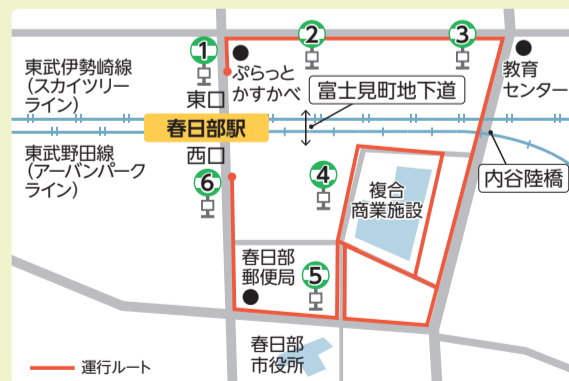 ①
②
③
東武伊勢崎線
(スカイツリー
ライン)
東口
ぷらっと
かすかべ
富士見町地下道
教育
センター
春日部駅
東武野田線
(アーバンパーク
ライン)
西口
⑥
④
複合
商業施設
内谷陸橋
春日部
郵便局
⑤
春日部
市役所
運行ルート